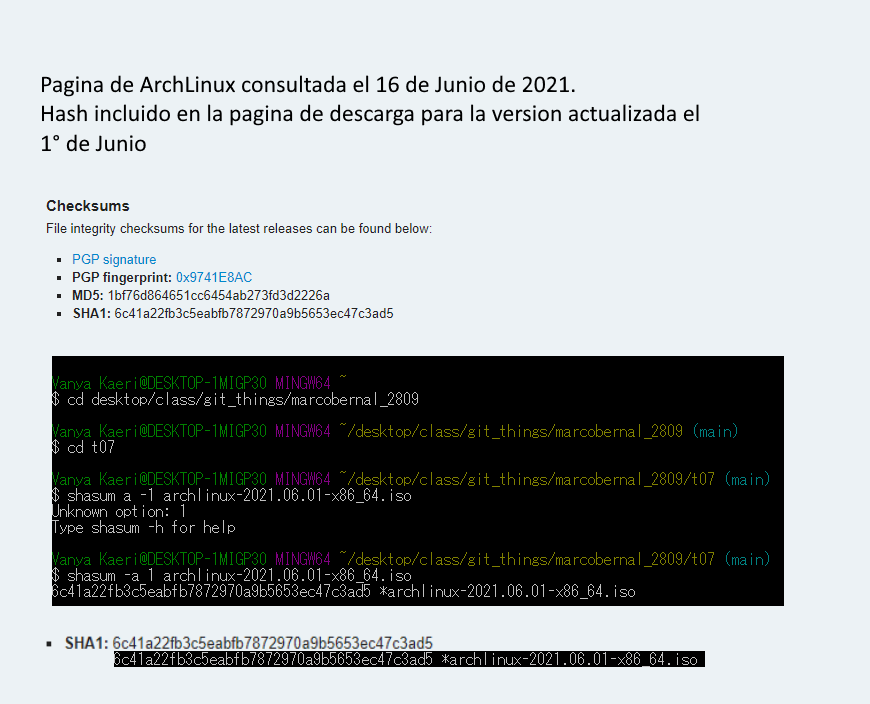 Pagina de ArchLinux consultada el 16 de Junio de 2021.
Hash incluido en la pagina de descarga para la version actualizada el
1° de Junio
Checksums
File integrity checksums for the latest releases can be found below:
PGP signature
PGP fingerprint: 0x9741E8AC
MD5: 1bf76d864651cc6454ab273fd3d2226a
SHA1: 6c41a22fb3c5eabfb7872970a9b5653ec47c3ad5
Vanya Kaeri@DESKTOP-1MIGP30 MINGW64 ~
$ cd desktop/class/git_things/marcobernal_2809
Vanya Kaeri@DESKTOP-1MIGP30 MINGW64 ~/desktop/class/git_things/marcobernal_2809 (main)
$ cd t07
Vanya Kaeri@DESKTOP-1MIGP30 MINGW64 ~/desktop/class/git_things/marcobernal_2809/t07 (main)
$ shasum a -1 archlinux-2021.06.01-x86_64.iso
Unknown option: 1
Type shasum -h for help
Vanya Kaeri@DESKTOP-1MIGP30 MINGW64 ~/desktop/class/git_things/marcobernal_2809/t07 (main)
$ shasum -a 1 archlinux-2021.06.01-x86_64.iso
6c41a22fb3c5eabfb7872970a9b5653ec47c3ad5 *archlinux-2021.06.01-x86_64.iso
SHA1: 6c41a22fb3c5eabfb7872970a9b5653ec47c3ad5
6c41a22fb3c5eabfb7872970a9b5653ec47c3ad5 *archlinux-2021.06.01-x86_64.iso